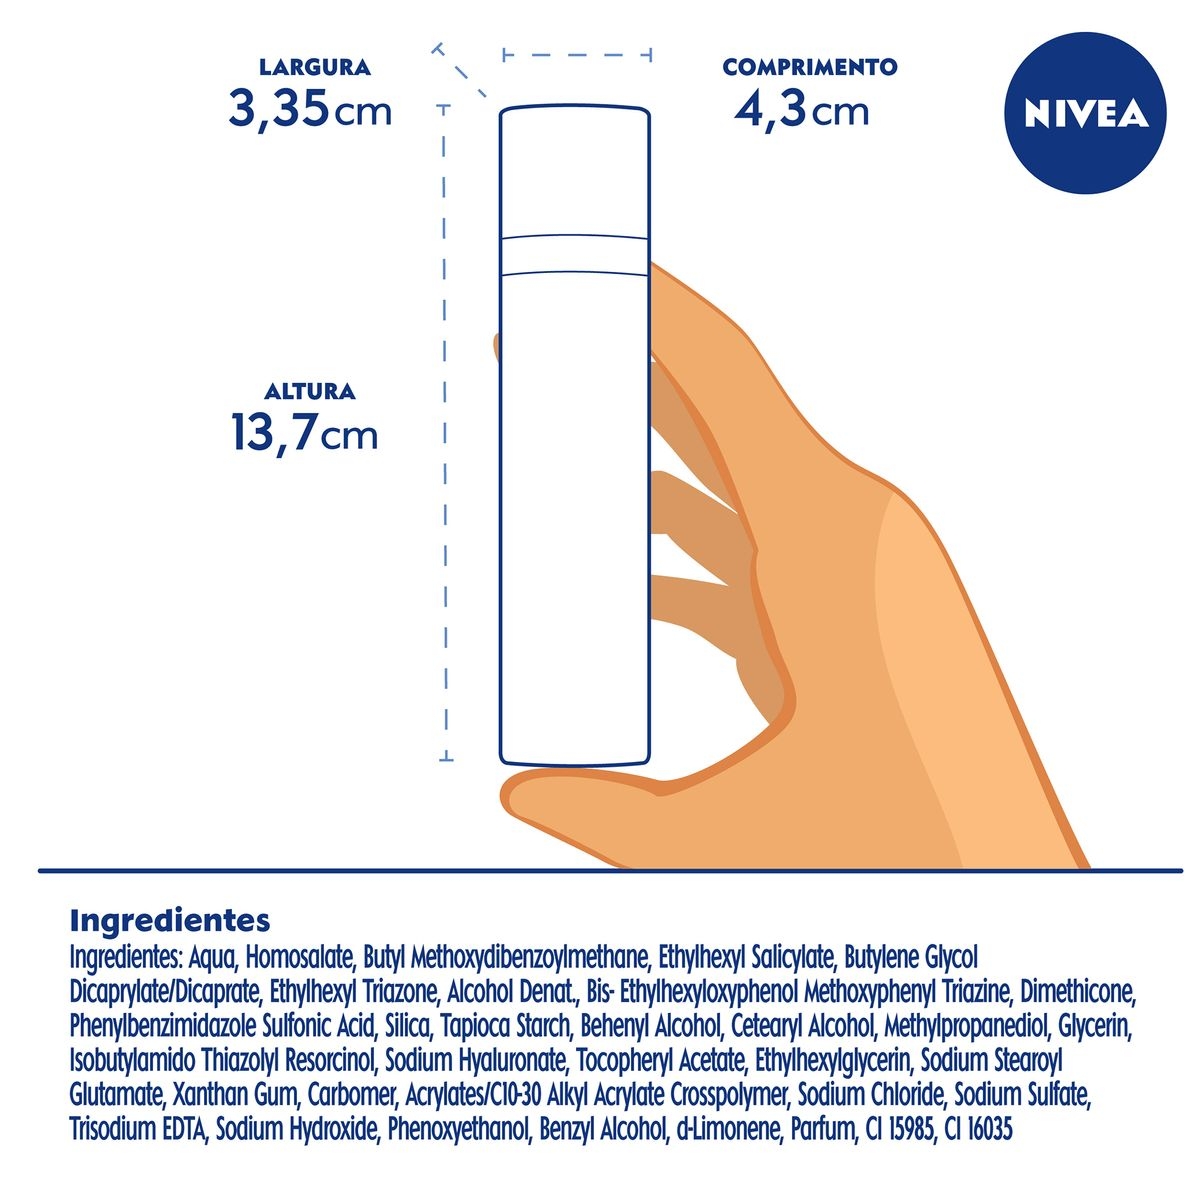 LARGURA
3,35cm
COMPRIMENTO
4,3cm
NIVEA
ALTURA
13,7cm
Ingredientes
Ingredientes: Aqua, Homosalate, Butyl Methoxydibenzoylmethane, Ethylhexyl Salicylate, Butylene Glycol
Dicaprylate/Dicaprate, Ethylhexyl Triazone, Alcohol Denat., Bis- Ethylhexyloxyphenol Methoxyphenyl Triazine, Dimethicone,
Phenylbenzimidazole Sulfonic Acid, Silica, Tapioca Starch, Behenyl Alcohol, Cetearyl Alcohol, Methylpropanediol, Glycerin,
Isobutylamido Thiazolyl Resorcinol, Sodium Hyaluronate, Tocopheryl Acetate, Ethylhexylglycerin, Sodium Stearoyl
Glutamate, Xanthan Gum, Carbomer, Acrylates/C10-30 Alkyl Acrylate Crosspolymer, Sodium Chloride, Sodium Sulfate,
Trisodium EDTA, Sodium Hydroxide, Phenoxyethanol, Benzyl Alcohol, d-Limonene, Parfum, CI 15985, CI 16035